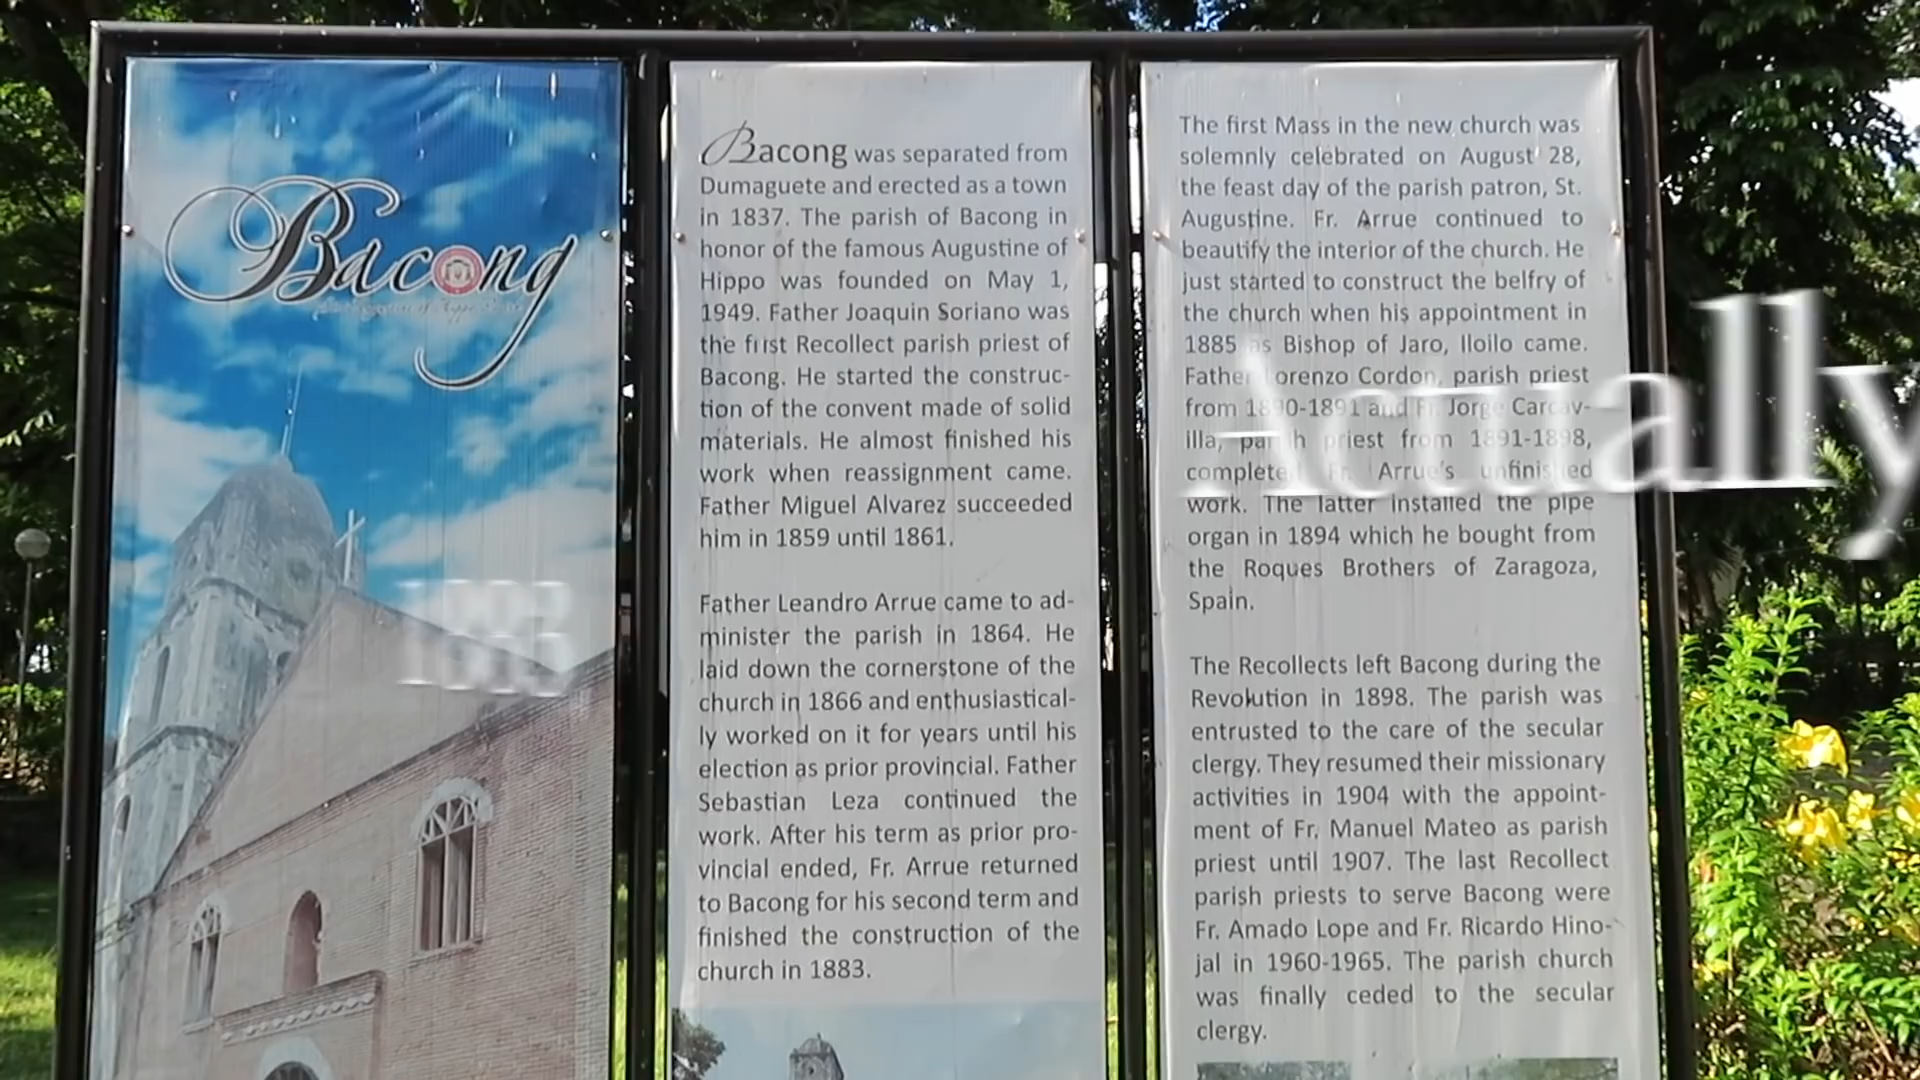 Bacong
1883
Bacong was separated from
Dumaguete and erected as a town
in 1837. The parish of Bacong in
honor of the famous Augustine of
Hippo was founded on May 1,
1949. Father Joaquin Soriano was
the first Recollect parish priest of
Bacong. He started the construc-
tion of the convent made of solid
materials. He almost finished his
work when reassignment came.
Father Miguel Alvarez succeeded
him in 1859 until 1861.
Father Leandro Arrue came to ad-
minister the parish in 1864. He
laid down the cornerstone of the
church in 1866 and enthusiastical-
ly worked on it for years until his
election as prior provincial. Father
Sebastian Leza continued the
work. After his term as prior pro-
vincial ended, Fr. Arrue returned
to Bacong for his second term and
finished the construction of the
church in 1883.
The first Mass in the new church was
solemnly celebrated on August 28,
the feast day of the parish patron, St.
Augustine. Fr. Arrue continued to
beautify the interior of the church. He
just started to construct the belfry of
the church when his appointment in
1885 as Bishop of Jaro, Iloilo came.
Father Lorenzo Cordon, parish priest
from 1890-1891 and Fr. Jorge Carcav-
illa, parish priest from 1891-1898,
completed Fr. Arrue's unfinished
work. The latter installed the pipe
organ in 1894 which he bought from
the Roques Brothers of Zaragoza,
Spain.
The Recollects left Bacong during the
Revolution in 1898. The parish was
entrusted to the care of the secular
clergy. They resumed their missionary
activities in 1904 with the appoint-
ment of Fr. Manuel Mateo as parish
priest until 1907. The last Recollect
parish priests to serve Bacong were
Fr. Amado Lope and Fr. Ricardo Hino-
jal in 1960-1965. The parish church
was finally ceded to the secular
clergy.
Actually